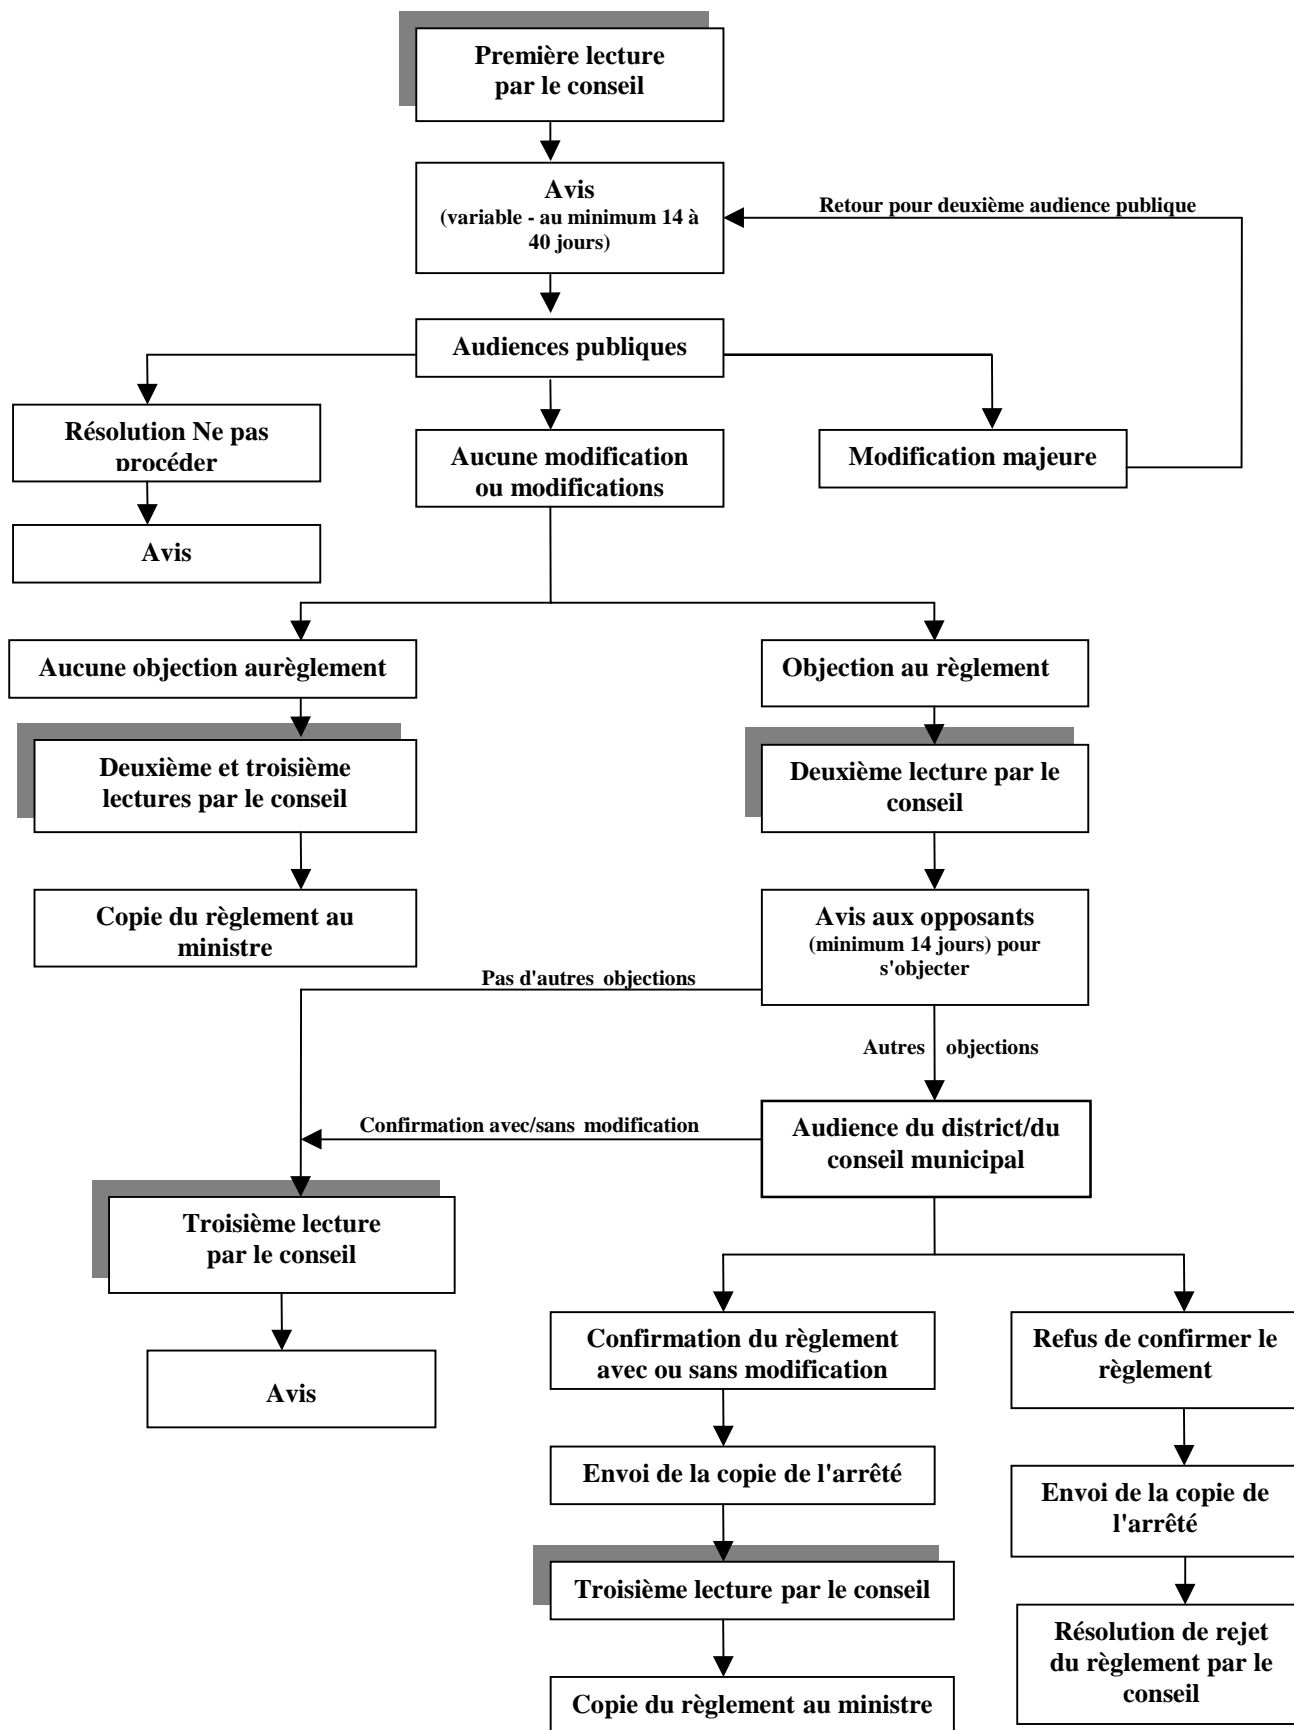 Première lecture
par le conseil
Avis
(variable - au minimum 14 à
40 jours)
Retour pour deuxième audience publique
Audiences publiques
Résolution Ne pas
procéder
Aucune modification
ou modifications
Modification majeure
Avis
Aucune objection aurèglement
Objection au règlement
Deuxième et troisième
lectures par le conseil
Deuxième lecture par le
conseil
Copie du règlement au
ministre
Avis aux opposants
(minimum 14 jours) pour
s'objecter
Pas d'autres objections
Autres objections
Confirmation avec/sans modification
Audience du district/du
conseil municipal
Troisième lecture
par le conseil
Avis
Confirmation du règlement
avec ou sans modification
Refus de confirmer le
règlement
Envoi de la copie de l'arrêté
Envoi de la copie de
l'arrêté
Troisième lecture par le conseil
Résolution de rejet
du règlement par le
conseil
Copie du règlement au ministre